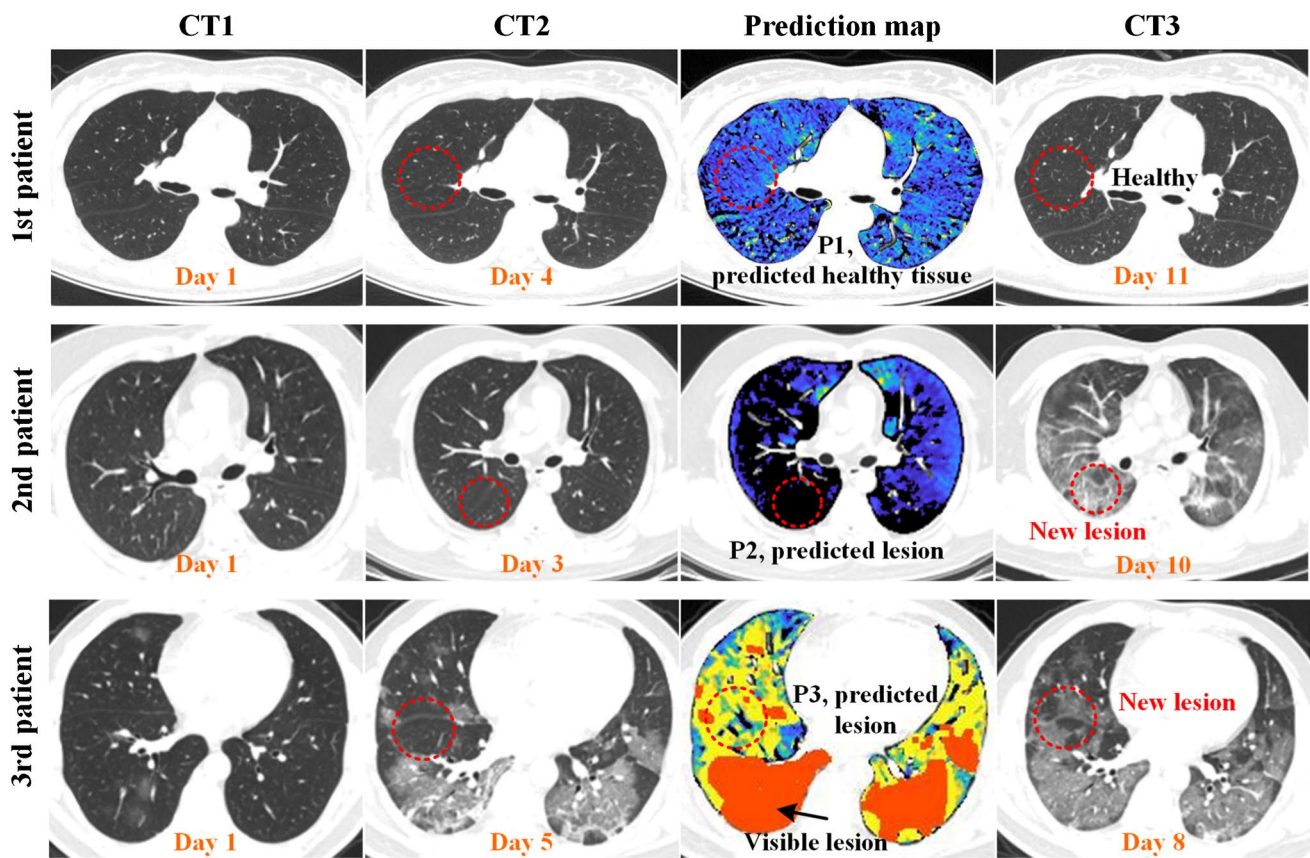 CT1
CT2
Prediction map
CT3
1st patient
Day 1
Day 4
P1,
predicted healthy tissue
Healthy
Day 11
2nd patient
Day 1
Day 3
P2, predicted lesion
New lesion
Day 10
3rd patient
Day 1
Day 5
P3, predicted
lesion
Visible lesion
New lesion
Day 8